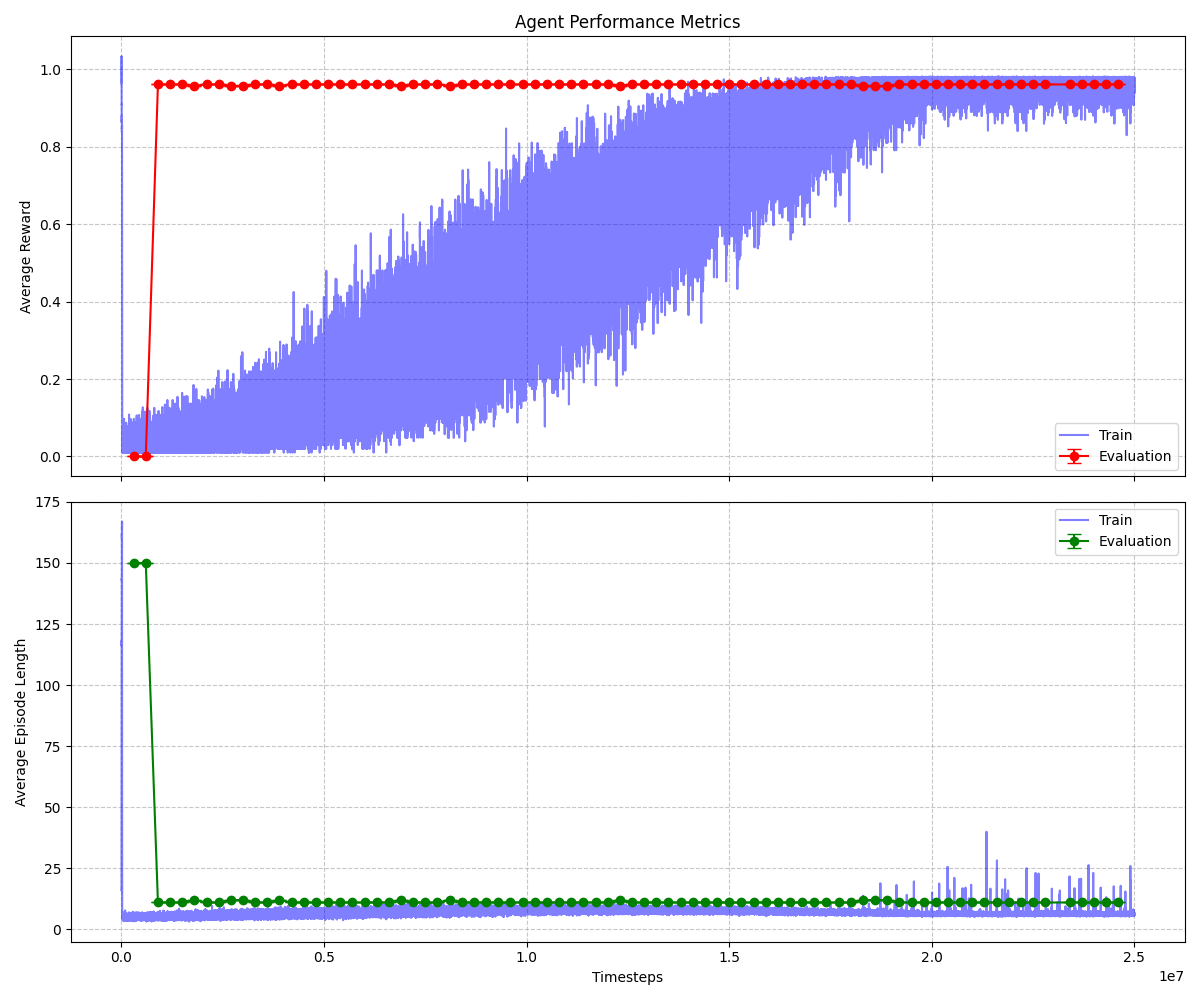 Agent Performance Metrics
Average Reward
1.0
0.8
0.6
0.4
0.2
0.0
Train
Evaluation
Average Episode Length
175
150
125
100
75
50
25
0
Train
Evaluation
0.0 0.5 1.0 1.5 2.0 2.5
Timesteps
1e7